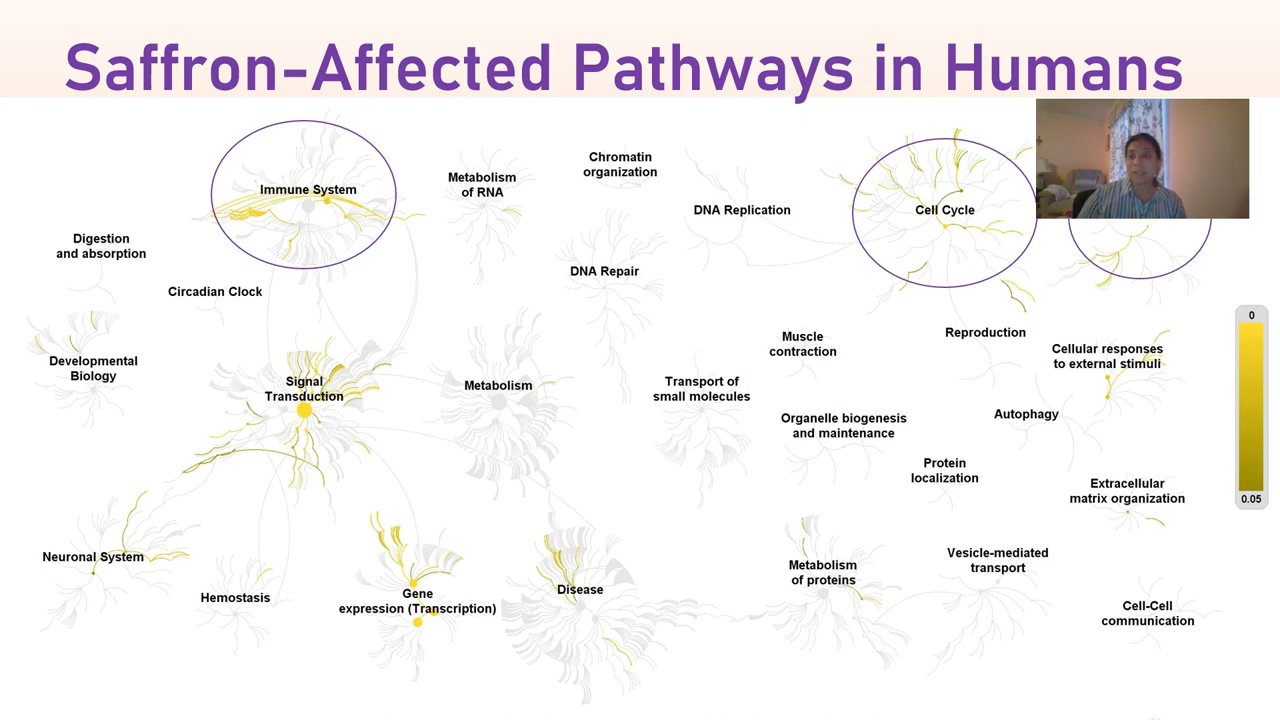 Saffron-Affected Pathways in Humans
Immune System
Metabolism
of RNA
Chromatin
organization
DNA Replication
Cell Cycle
Digestion
and absorption
Circadian Clock
DNA Repair
Developmental
Biology
Signal
Transduction
Metabolism
Transport of
small molecules
Muscle
contraction
Reproduction
Cellular responses
to external stimuli
Organelle biogenesis
and maintenance
Autophagy
Protein
localization
Extracellular
matrix organization
0
0.05
Neuronal System
Hemostasis
Gene
expression (Transcription)
Disease
Metabolism
of proteins
Vesicle-mediated
transport
Cell-Cell
communication